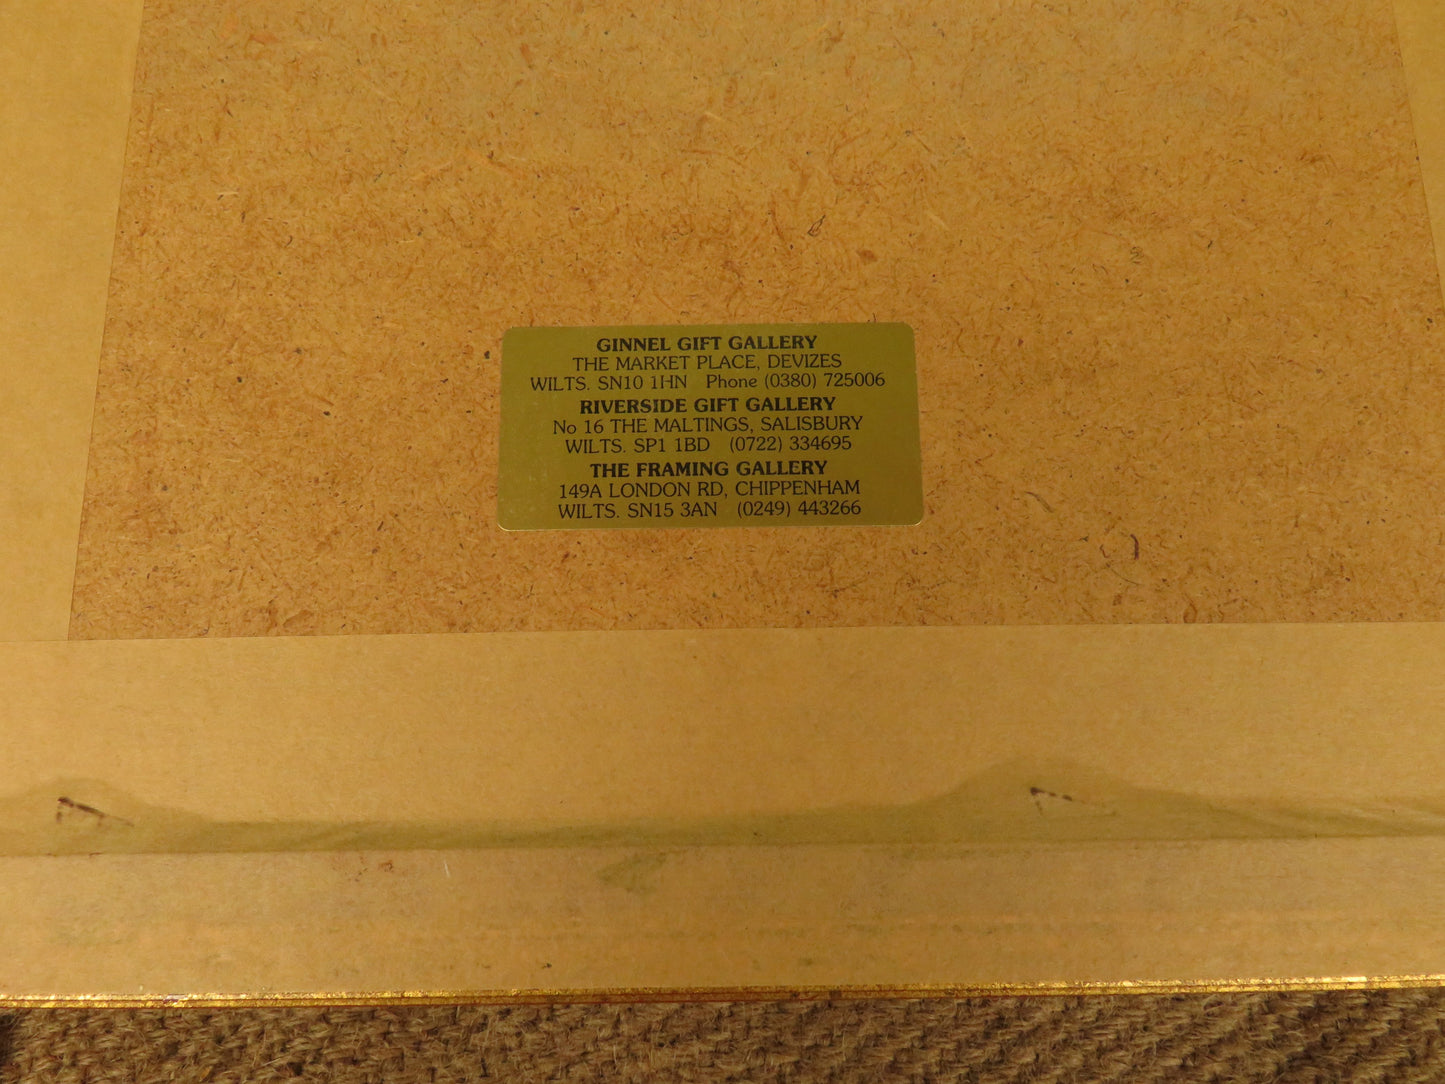 GINNEL GIFT GALLERY
THE MARKET PLACE, DEVIZES
WILTS. SN10 1HN Phone (0380) 725006
RIVERSIDE GIFT GALLERY
No 16 THE MALTINGS, SALISBURY
WILTS. SP1 1BD (0722) 334695
THE FRAMING GALLERY
149A LONDON RD, CHIPPENHAM
WILTS. SN15 3AN (0249) 443266